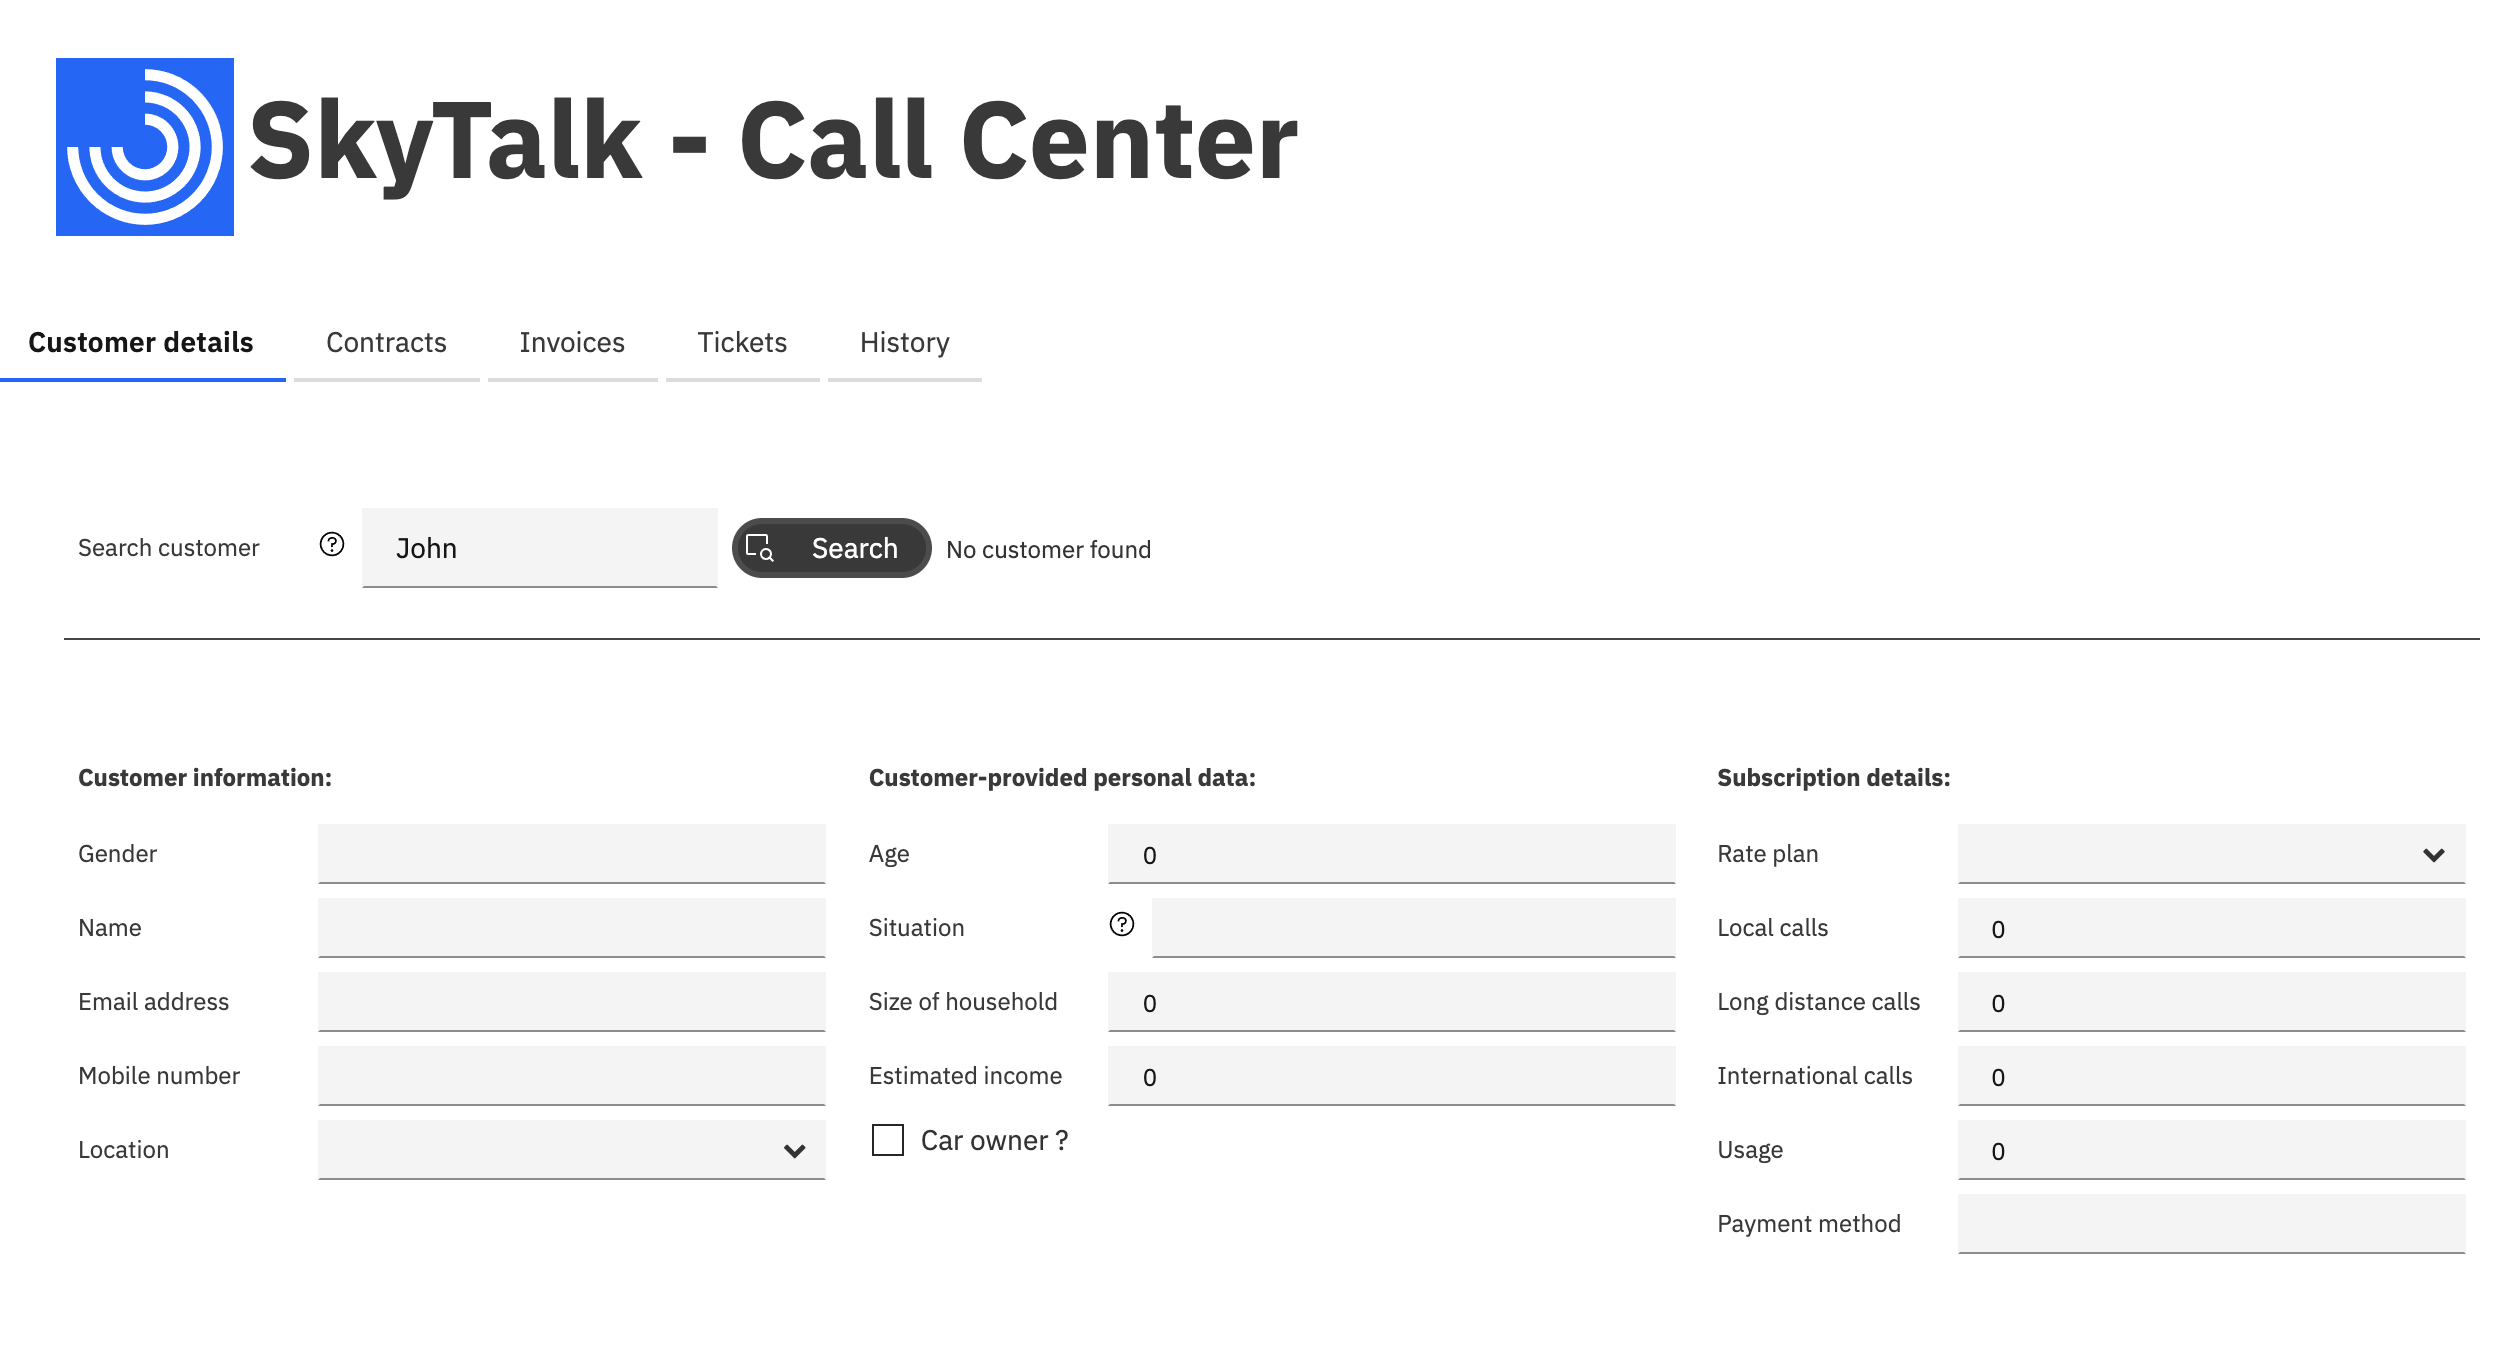 SkyTalk - Call Center
Customer details Contracts Invoices Tickets History
Search customer ? John Search No customer found
Customer information:
Gender
Name
Email address
Mobile number
Location
Customer-provided personal data:
Age 0
Situation ?
Size of household 0
Estimated income 0
Car owner ?
Subscription details:
Rate plan
Local calls 0
Long distance calls 0
International calls 0
Usage 0
Payment method